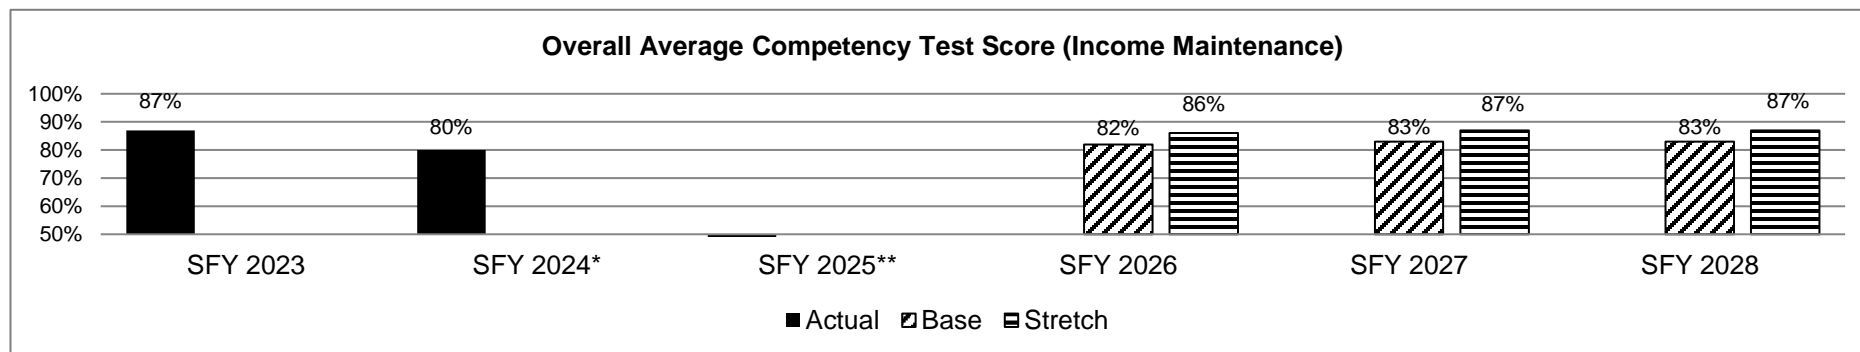 Overall Average Competency Test Score (Income Maintenance)
100%
90%
80%
70%
60%
50%
87%
80%
82%
86%
83%
87%
83%
87%
SFY 2023
SFY 2024*
SFY 2025**
SFY 2026
SFY 2027
SFY 2028
Actual
Base
Stretch